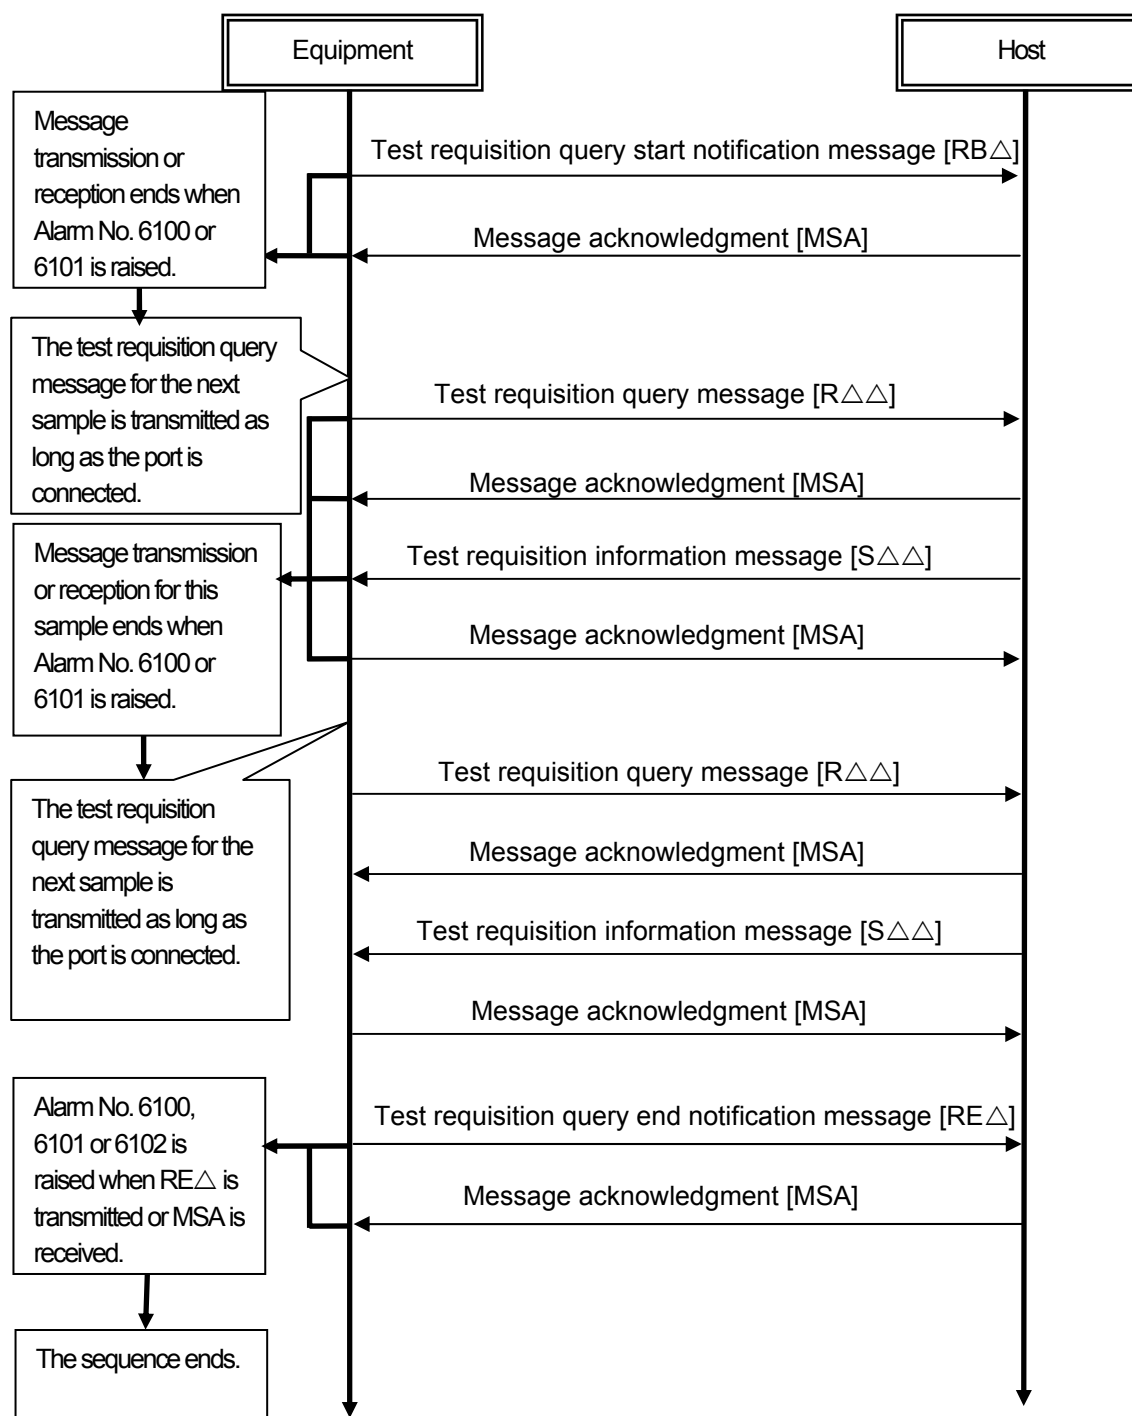 Equipment
Host
Message
transmission or
reception ends when
Alarm No. 6100 or
6101 is raised.
Test requisition query start notification message [RB△]
Message acknowledgment [MSA]
The test requisition query
message for the next
sample is transmitted as
long as the port is
connected.
Test requisition query message [R△△]
Message acknowledgment [MSA]
Message transmission
or reception for this
sample ends when
Alarm No. 6100 or
6101 is raised.
Test requisition information message [S△△]
Message acknowledgment [MSA]
The test requisition
query message for the
next sample is
transmitted as long as
the port is connected.
Test requisition query message [R△△]
Message acknowledgment [MSA]
Test requisition information message [S△△]
Message acknowledgment [MSA]
Alarm No. 6100,
6101 or 6102 is
raised when RE△ is
transmitted or MSA is
received.
Test requisition query end notification message [RE△]
Message acknowledgment [MSA]
The sequence ends.